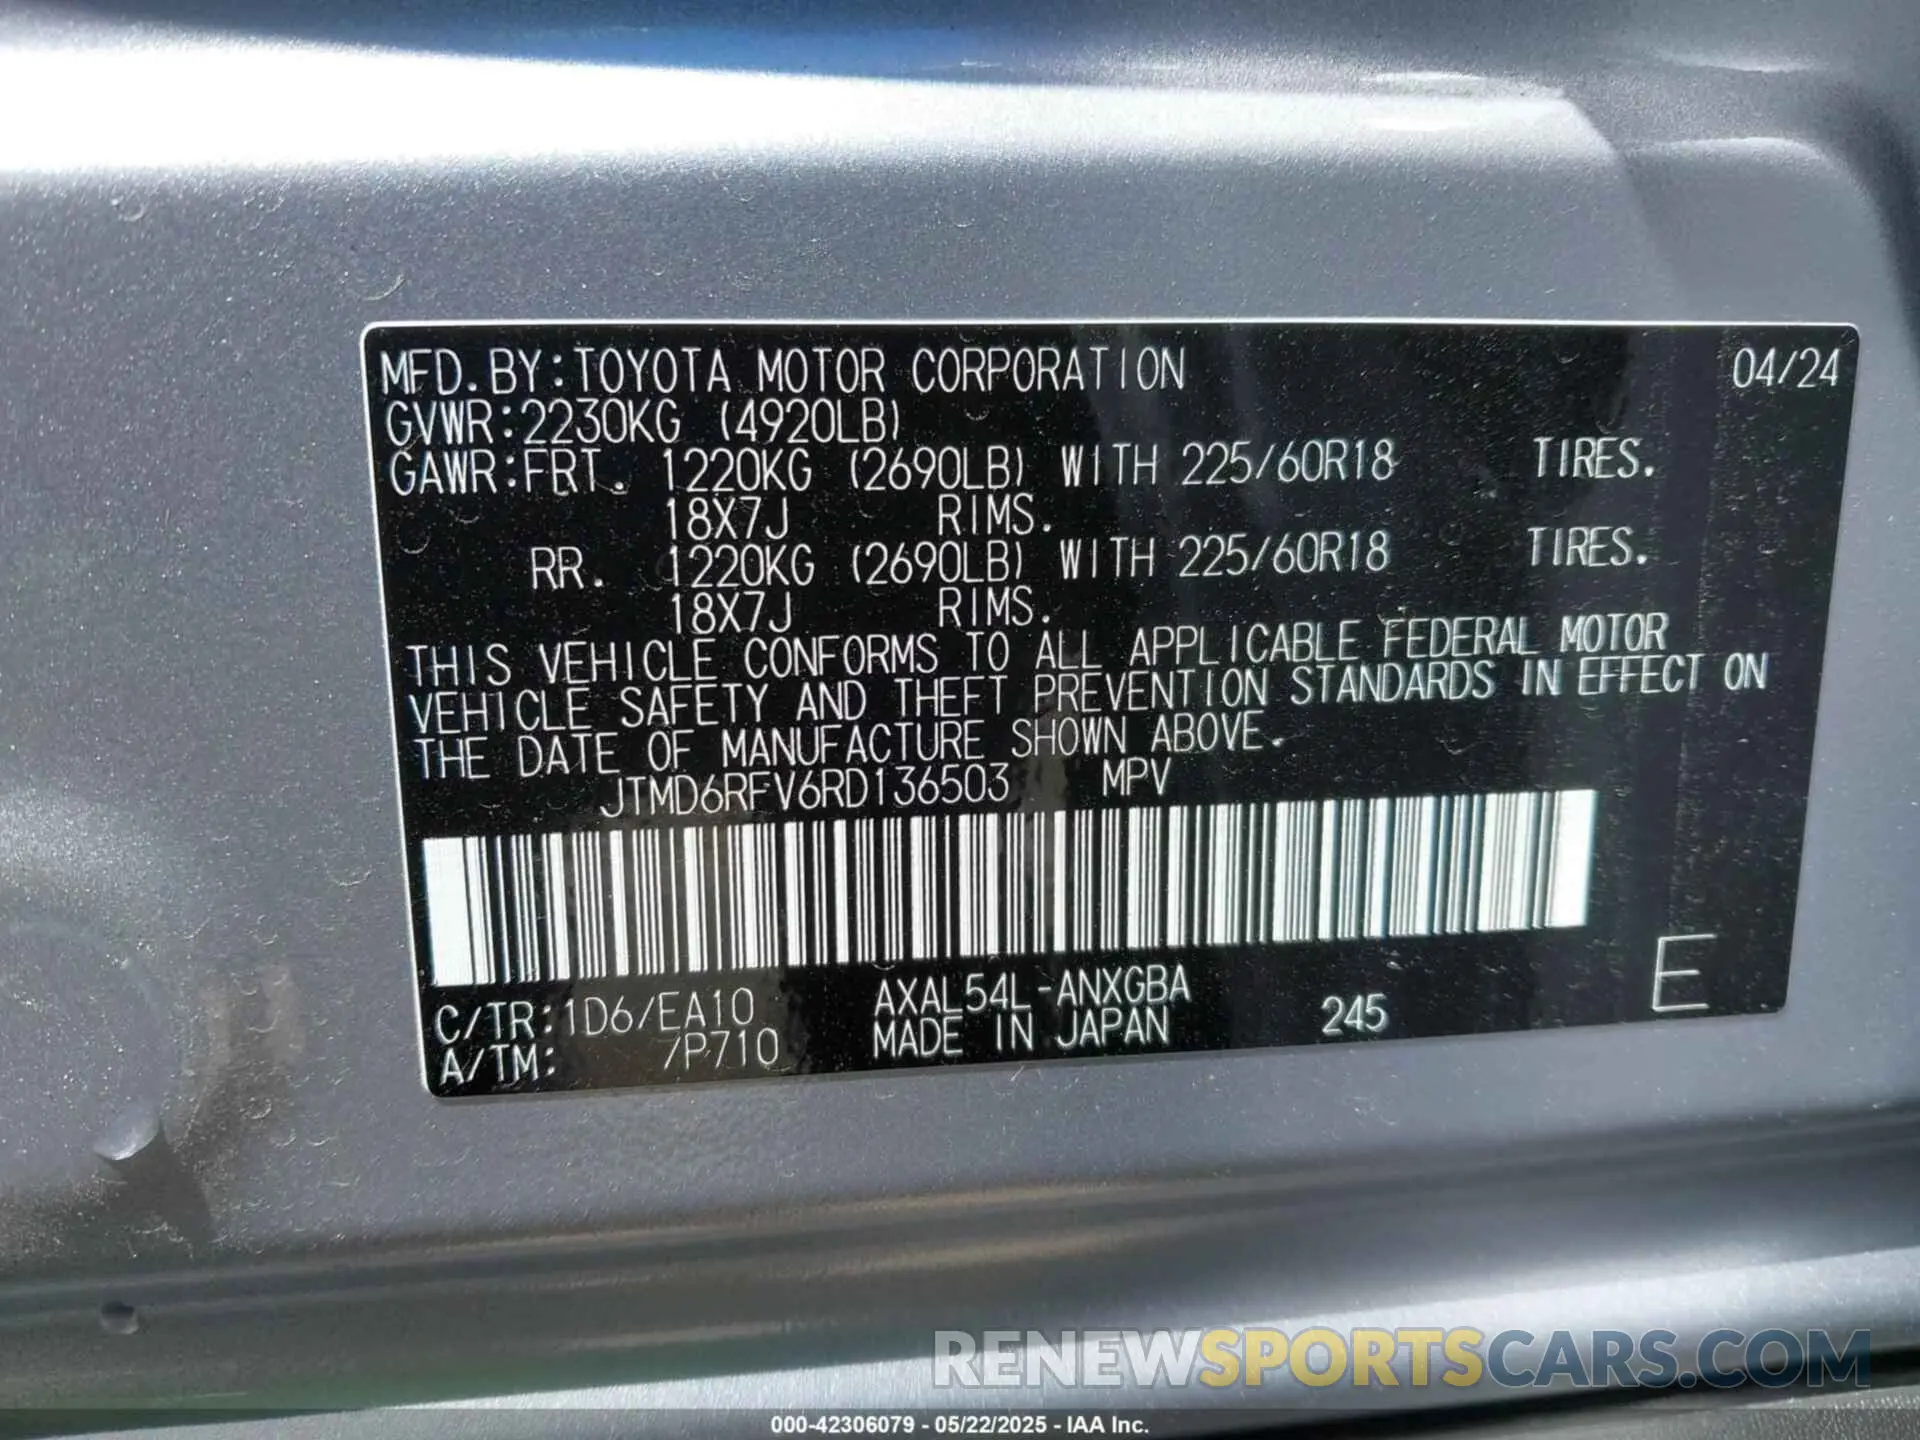 MFD.BY:TOYOTA MOTOR CORPORATION 04/24
GVWR:2230KG (4920LB)
GAWR:FRT. 1220KG (2690LB) WITH 225/60R18 TIRES.
18X7J RIMS.
RR. 1220KG (2690LB) WITH 225/60R18 TIRES.
18X7J RIMS.
THIS VEHICLE CONFORMS TO ALL APPLICABLE FEDERAL MOTOR
VEHICLE SAFETY AND THEFT PREVENTION STANDARDS IN EFFECT ON
THE DATE OF MANUFACTURE SHOWN ABOVE.
JTMD6RFV6RD136503 MPV
C/TR:1D6/EA10 AXAL54L-ANXGBA 245 E
A/TM: /P710 MADE IN JAPAN
RENEWSPORTSCARS.COM
000-42306079 - 05/22/2025 - IAA Inc.